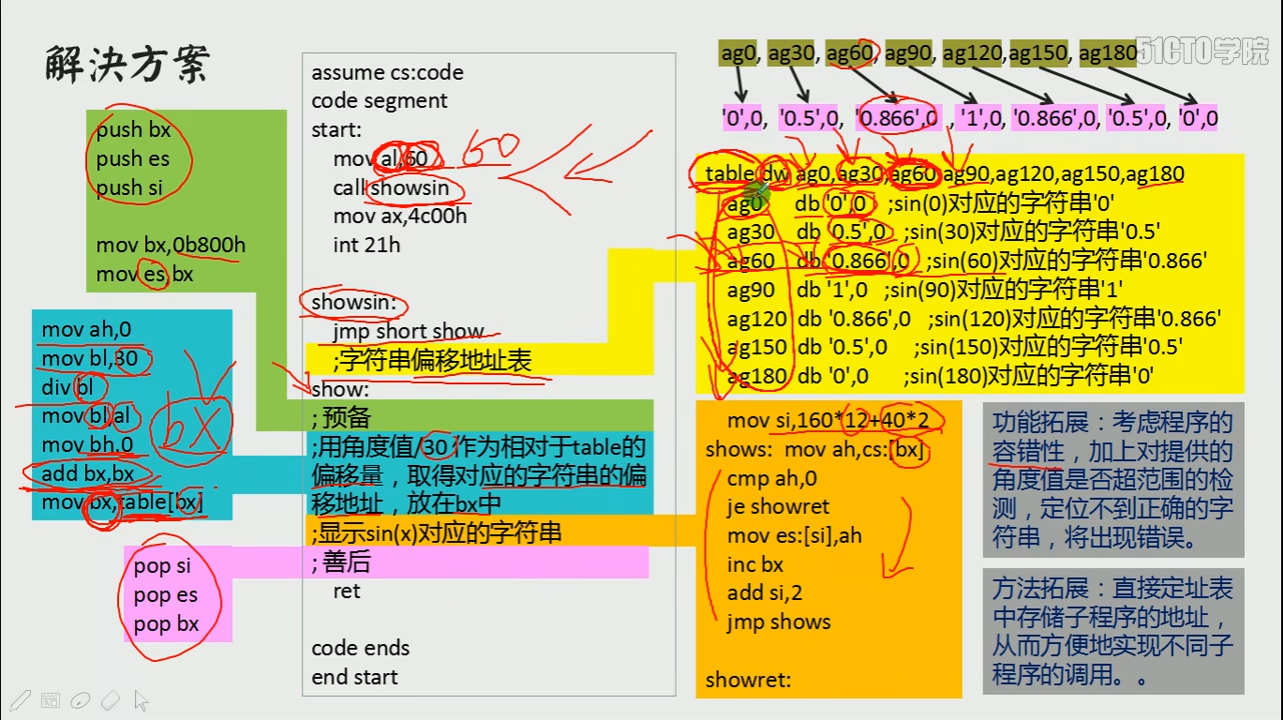 解决方案
51CTO学院
push bx
push es
push si
mov bx,0b800h
mov es,bx
mov ah,0
mov bl,30
div bl
mov bl,al
mov bh,0
add bx,bx
mov bx,table[bx]
bX
pop si
pop es
pop bx
assume cs:code
code segment
start:
mov al,60
60
call showsin
mov ax,4c00h
int 21h
showsin:
jmp short show
;字符串偏移地址表
show:
; 预备
;用角度值/30 作为相对于table的
偏移量，取得对应的字符串的偏
移地址，放在bx中
;显示sin(x)对应的字符串
; 善后
ret
code ends
end start
ag0, ag30, ag60, ag90, ag120, ag150, ag180
'0',0, '0.5',0, '0.866',0 , '1',0, '0.866',0, '0.5',0, '0',0
table dw ag0,ag30,ag60,ag90,ag120,ag150,ag180
ag0 db '0',0 ;sin(0)对应的字符串'0'
ag30 db '0.5',0 ;sin(30)对应的字符串'0.5'
ag60 db '0.866',0 ;sin(60)对应的字符串'0.866'
ag90 db '1',0 ;sin(90)对应的字符串'1'
ag120 db '0.866',0 ;sin(120)对应的字符串'0.866'
ag150 db '0.5',0 ;sin(150)对应的字符串'0.5'
ag180 db '0',0 ;sin(180)对应的字符串'0'
mov si,160*12+40*2
shows: mov ah,cs:[bx]
cmp ah,0
je showret
mov es:[si],ah
inc bx
add si,2
jmp shows
showret:
功能拓展：考虑程序的
容错性，加上对提供的
角度值是否超范围的检
测，定位不到正确的字
符串，将出现错误。
方法拓展：直接定址表
中存储子程序的地址，
从而方便地实现不同子
程序的调用。。